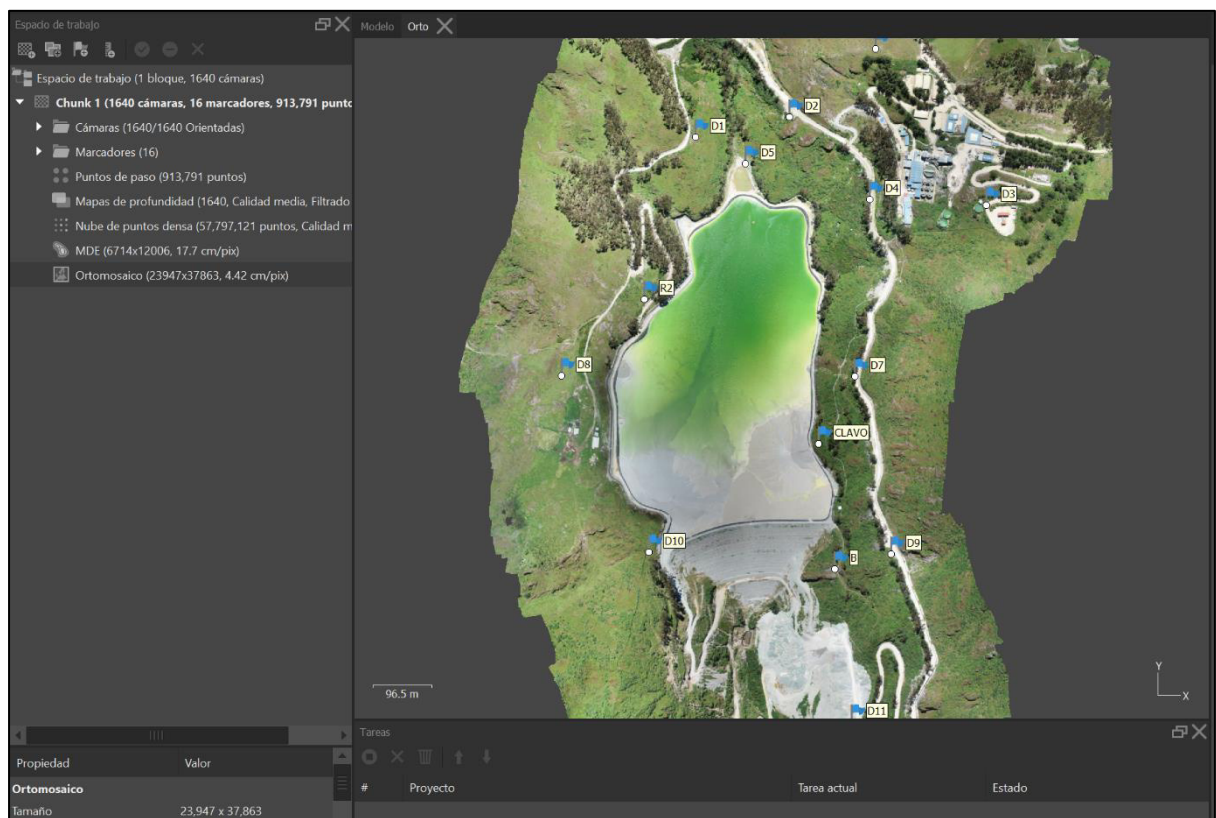 Espacio de trabajo
Espacio de trabajo (1 bloque, 1640 cámaras)
Chunk 1 (1640 cámaras, 16 marcadores, 913,791 punto
Cámaras (1640/1640 Orientadas)
Marcadores (16)
Puntos de paso (913,791 puntos)
Mapas de profundidad (1640, Calidad media, Filtrado
Nube de puntos densa (57,797,121 puntos, Calidad m
MDE (6714x12006, 17.7 cm/pix)
Ortomosaico (23947x37863, 4.42 cm/pix)
Propiedad Valor
Ortomosaico
Tamaño 23,947 x 37,863
Modelo Orto
D2
D1
D5
D4
D3
R2
D8
D7
CLAVO
D10
D9
B
D11
96.5 m
Y
X
Tareas
# Proyecto Tarea actual Estado